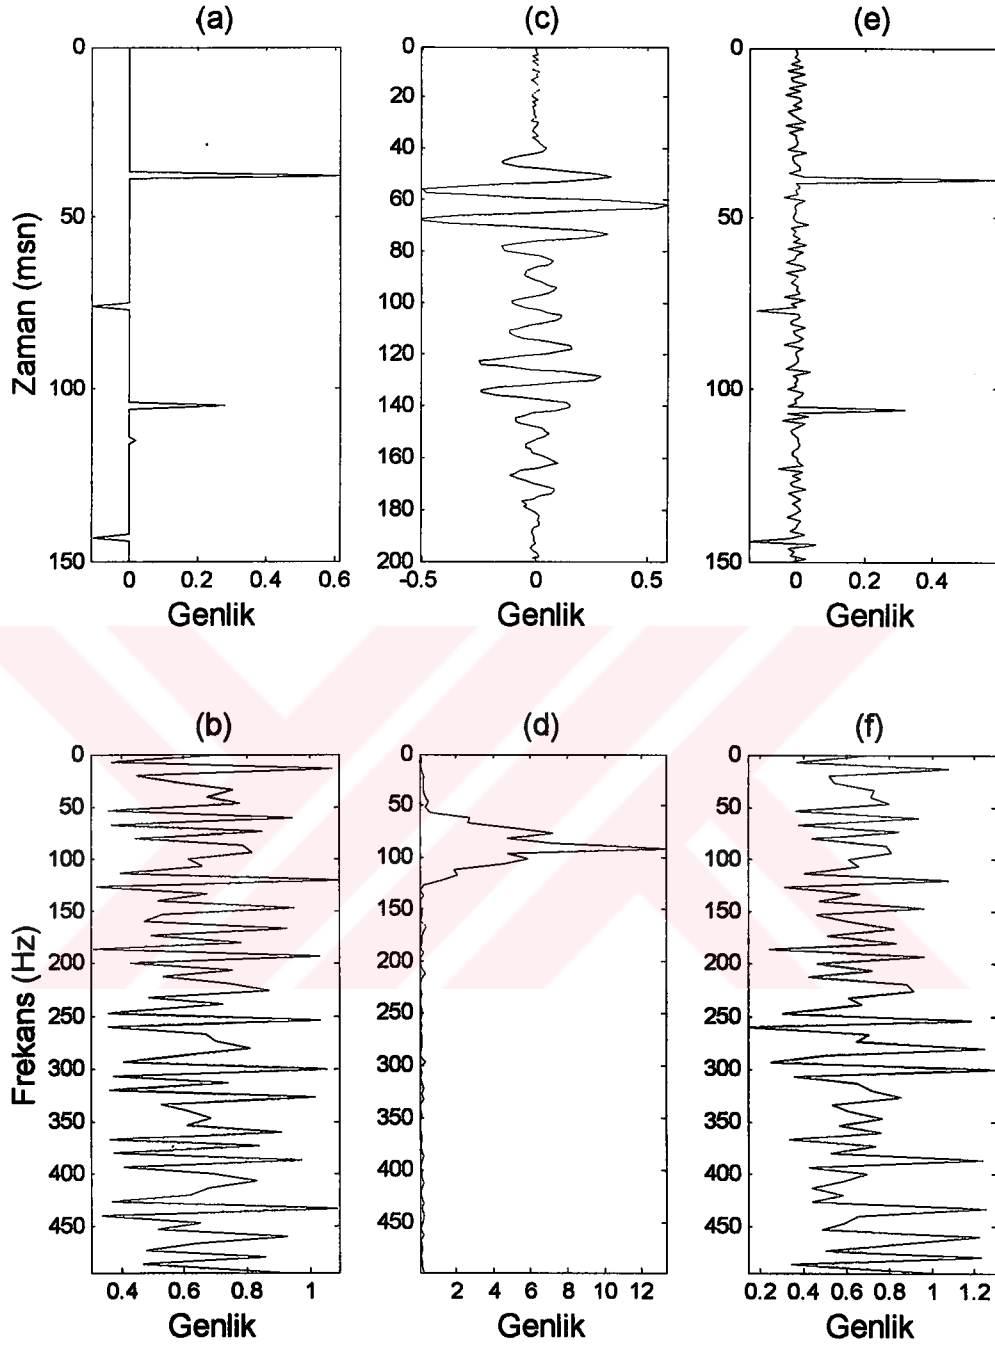 (a) (c) (e)
0 50 100 150
Zaman (msn)
0 0.2 0.4 0.6
Genlik
0 20 40 60 80 100 120 140 160 180 200
-0.5 0 0.5
Genlik
0 50 100 150
0 0.2 0.4
Genlik
(b) (d) (f)
0 50 100 150 200 250 300 350 400 450
Frekans (Hz)
0.4 0.6 0.8 1
Genlik
0 50 100 150 200 250 300 350 400 450
2 4 6 8 10 12
Genlik
0 50 100 150 200 250 300 350 400 450
0.2 0.4 0.6 0.8 1 1.2
Genlik